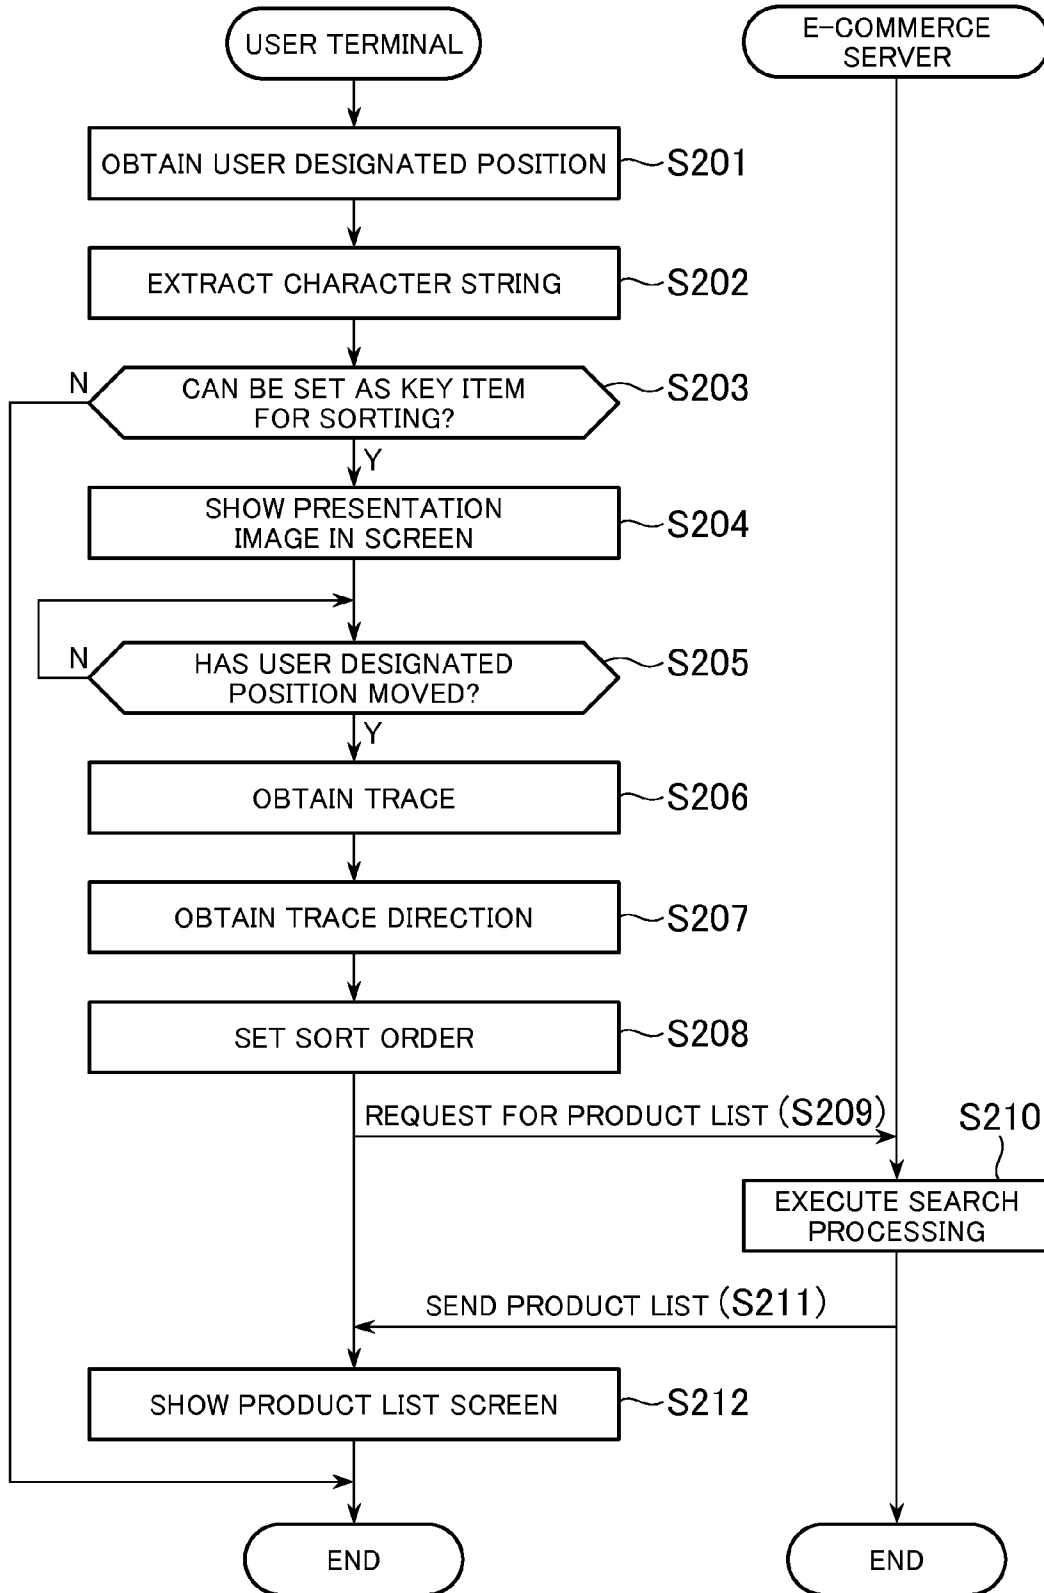 USER TERMINAL
E-COMMERCE
SERVER
OBTAIN USER DESIGNATED POSITION
S201
EXTRACT CHARACTER STRING
S202
N
CAN BE SET AS KEY ITEM
FOR SORTING?
S203
Y
SHOW PRESENTATION
IMAGE IN SCREEN
S204
N
HAS USER DESIGNATED
POSITION MOVED?
S205
Y
OBTAIN TRACE
S206
OBTAIN TRACE DIRECTION
S207
SET SORT ORDER
S208
REQUEST FOR PRODUCT LIST (S209)
S210
EXECUTE SEARCH
PROCESSING
SEND PRODUCT LIST (S211)
SHOW PRODUCT LIST SCREEN
S212
END
END